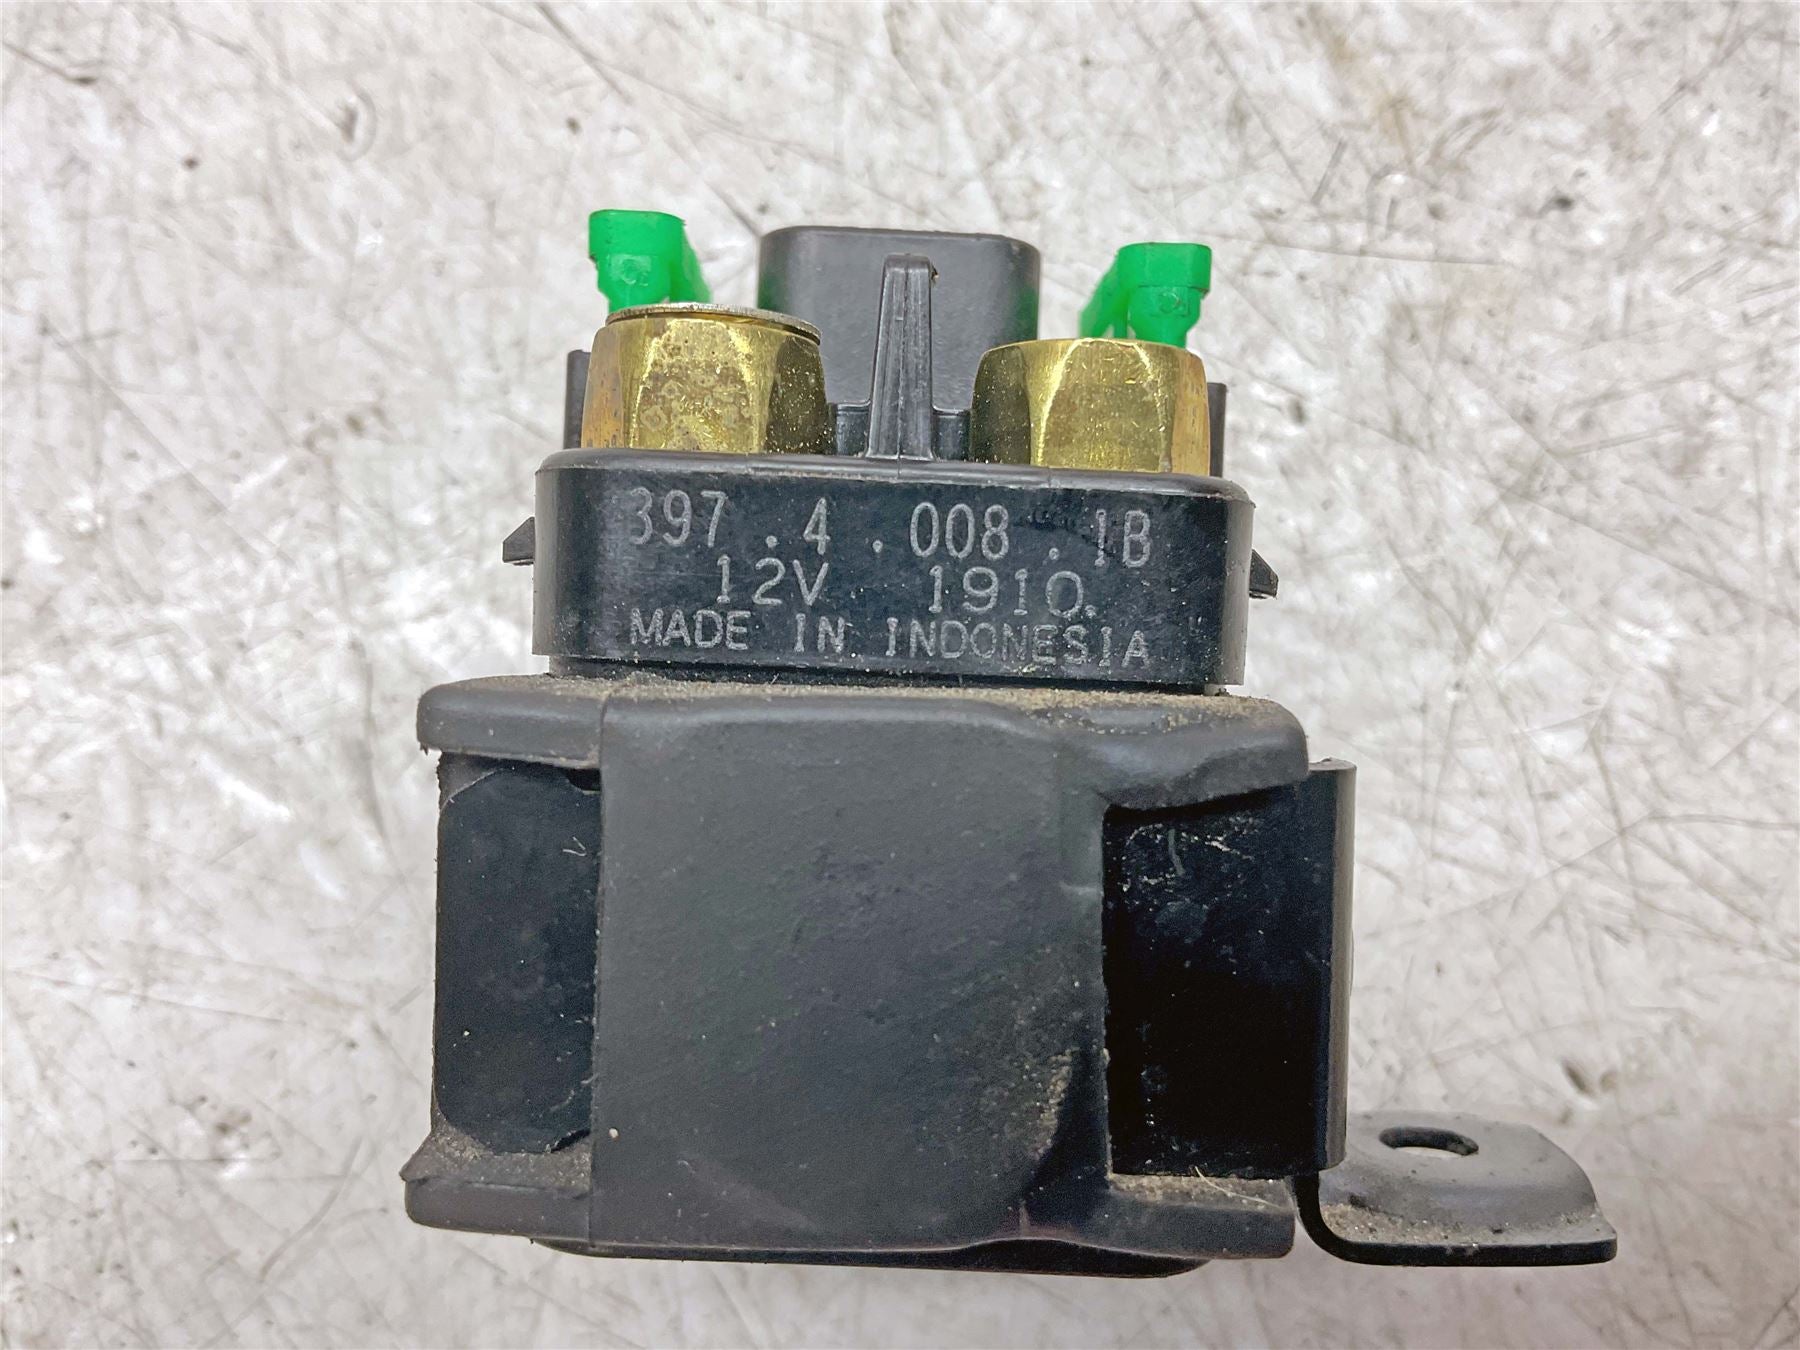 397.4.008.1B
12V 1910.
MADE IN INDONESIA